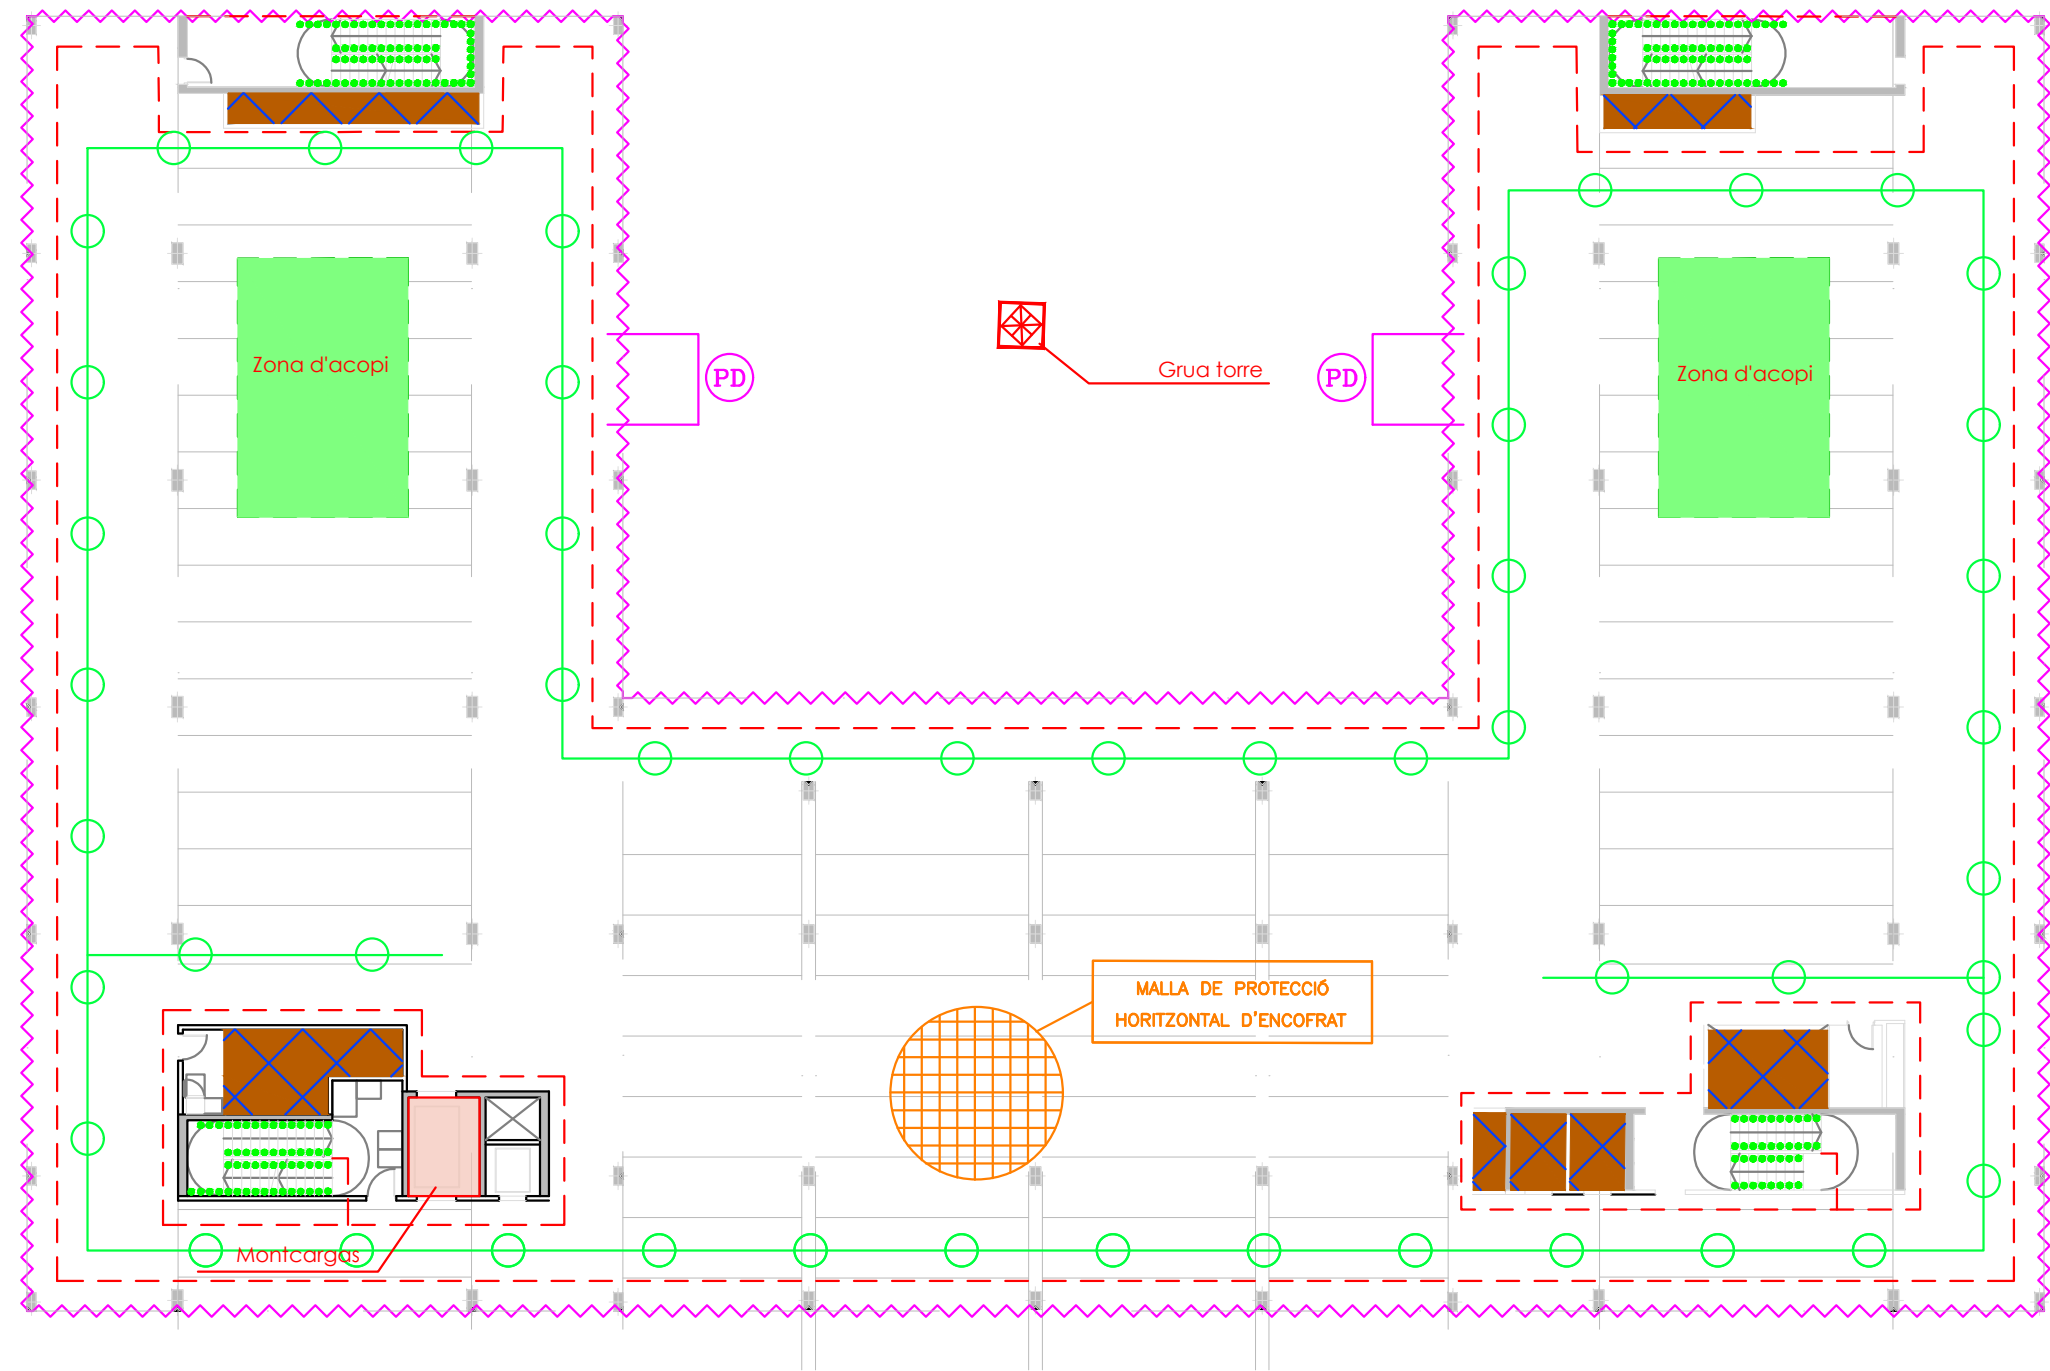 Zona d'acopi
Grua torre
PD
PD
Zona d'acopi
MALLA DE PROTECCIÓ
HORITZONTAL D'ENCOFRAT
Montcargas